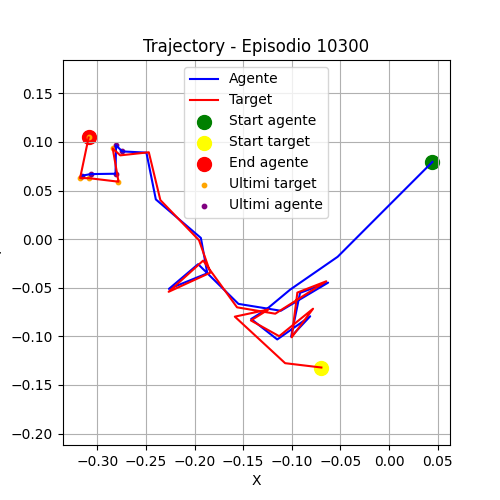 Trajectory - Episodio 10300
Agente
Target
Start agente
Start target
End agente
Ultimi target
Ultimi agente
0.15
0.10
0.05
0.00
−0.05
−0.10
−0.15
−0.20
−0.30
−0.25
−0.20
−0.15
−0.10
−0.05
0.00
0.05
X